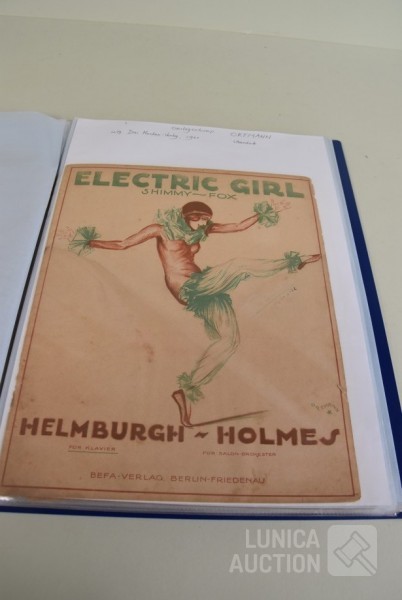 ELECTRIC GIRL
SHIMMY ~ FOX
HELMBURGH ~ HOLMES
FÜR KLAVIER
FÜR SALON-ORCHESTER
BEFA-VERLAG, BERLIN-FRIEDENAU
LUNICA
AUCTION